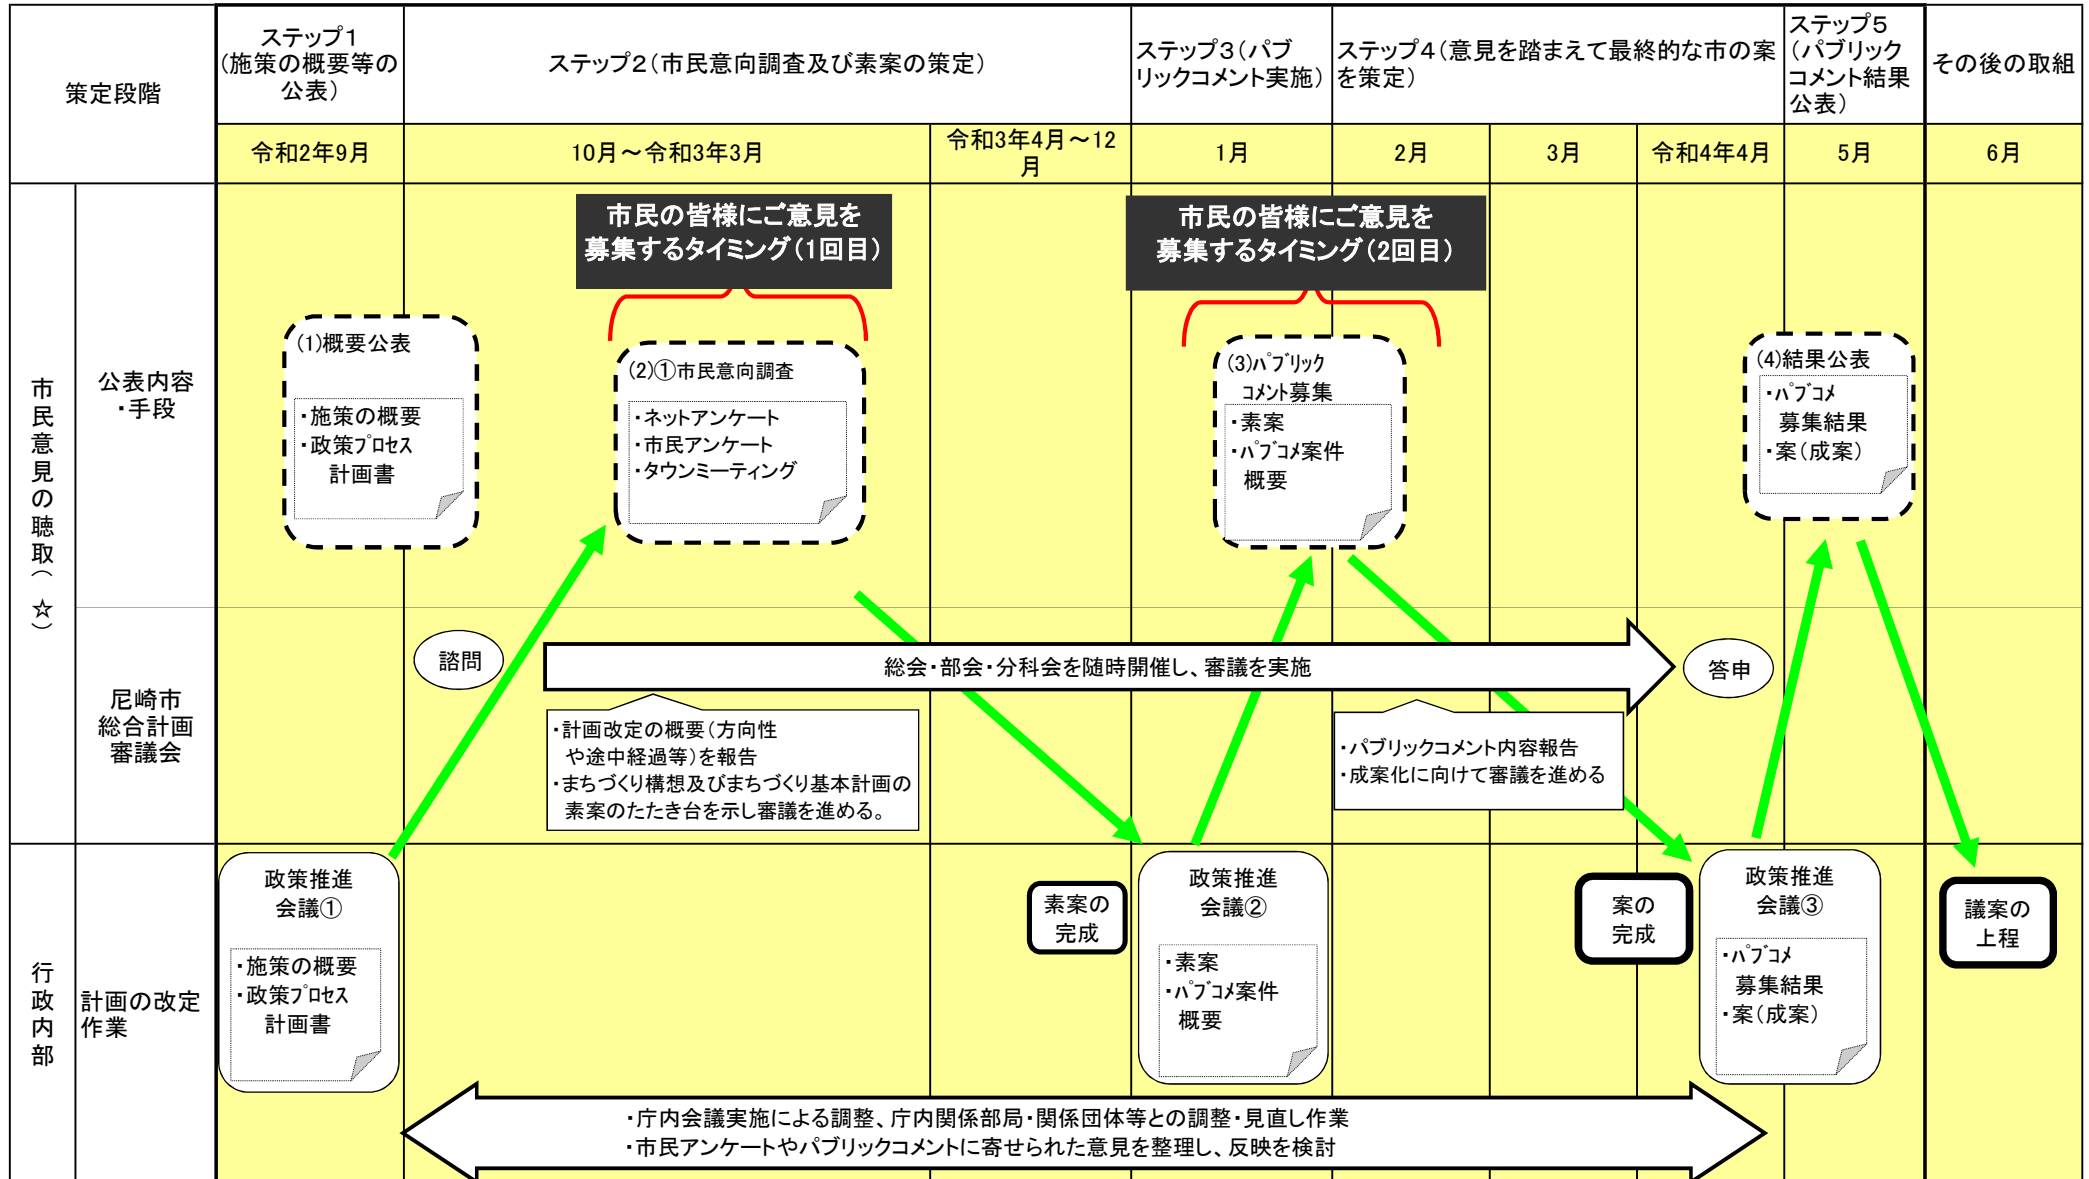 策定段階
ステップ1
(施策の概要等の
公表)
ステップ2(市民意向調査及び素案の策定)
ステップ3(パブ
リックコメント実施)
ステップ4(意見を踏まえて最終的な市の案
を策定)
ステップ5
(パブリック
コメント結果
公表)
その後の取組
令和2年9月
10月～令和3年3月
令和3年4月～12
月
1月
2月
3月
令和4年4月
5月
6月
市民意見の聴取(☆)
公表内容
・手段
市民の皆様にご意見を
募集するタイミング(1回目)
市民の皆様にご意見を
募集するタイミング(2回目)
(1)概要公表
・施策の概要
・政策プロセス
計画書
(2)①市民意向調査
・ネットアンケート
・市民アンケート
・タウンミーティング
(3)パブリック
コメント募集
・素案
・パブコメ案件
概要
(4)結果公表
・パブコメ
募集結果
・案(成案)
尼崎市
総合計画
審議会
諮問
総会・部会・分科会を随時開催し、審議を実施
答申
・計画改定の概要(方向性
や途中経過等)を報告
・まちづくり構想及びまちづくり基本計画の
素案のたたき台を示し審議を進める。
・パブリックコメント内容報告
・成案化に向けて審議を進める
行政内部
計画の改定
作業
政策推進
会議①
・施策の概要
・政策プロセス
計画書
素案の
完成
政策推進
会議②
・素案
・パブコメ案件
概要
案の
完成
政策推進
会議③
・パブコメ
募集結果
・案(成案)
議案の
上程
・庁内会議実施による調整、庁内関係部局・関係団体等との調整・見直し作業
・市民アンケートやパブリックコメントに寄せられた意見を整理し、反映を検討